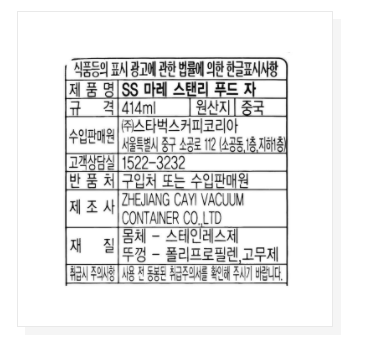 식품등의 표시 광고에 관한 법률에 의한 한글표시사항
제 품 명 SS 마레 스탠리 푸드 자
규 격 414ml 원산지 중국
수입판매원 ㈜스타벅스커피코리아
서울특별시 중구 소공로 112 (소공동,1층,지하1층)
고객상담실 1522-3232
반 품 처 구입처 또는 수입판매원
제 조 사 ZHEJIANG CAYI VACUUM
CONTAINER CO.,LTD
재 질 몸체 - 스테인레스제
뚜껑 - 폴리프로필렌,고무제
취급시 주의사항 사용 전 동봉된 취급주의서를 확인해 주시기 바랍니다.